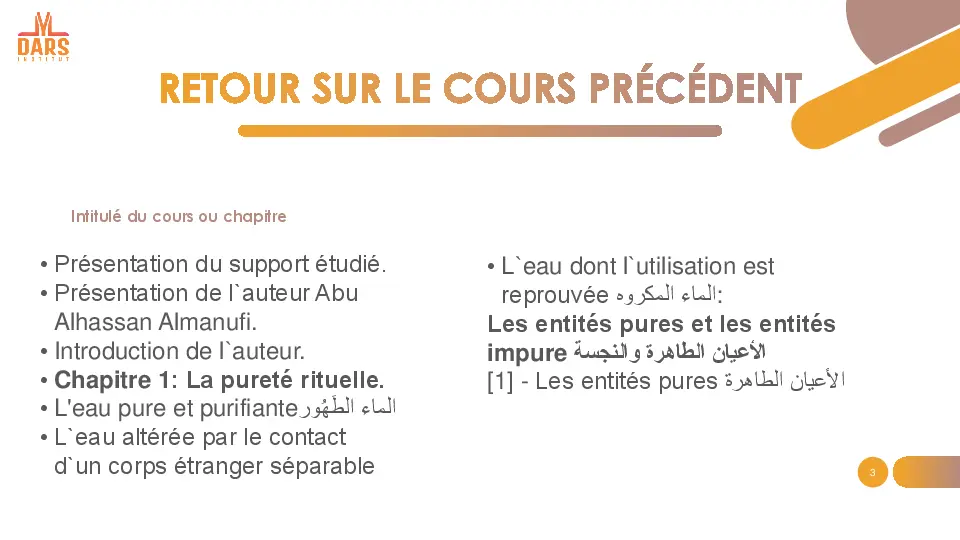 DARS
INSTITUT
RETOUR SUR LE COURS PRÉCÉDENT
Intitulé du cours ou chapitre
• Présentation du support étudié.
• Présentation de l`auteur Abu
Alhassan Almanufi.
• Introduction de l`auteur.
• Chapitre 1: La pureté rituelle.
• L'eau pure et purifiante الماء الطَهُور
• L`eau altérée par le contact
d`un corps étranger séparable
• L`eau dont l`utilisation est
reprouvée الماء المكروه:
Les entités pures et les entités
impure الأعيان الطاهرة والنجسة
[1] - Les entités pures الأعيان الطاهرة
3